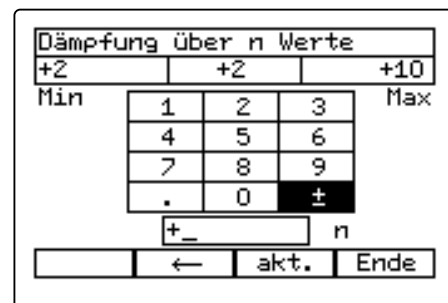 Dämpfung über n Werte
+2 +2 +10
Min Max
1 2 3
4 5 6
7 8 9
. 0 ±
+_ n
← akt. Ende